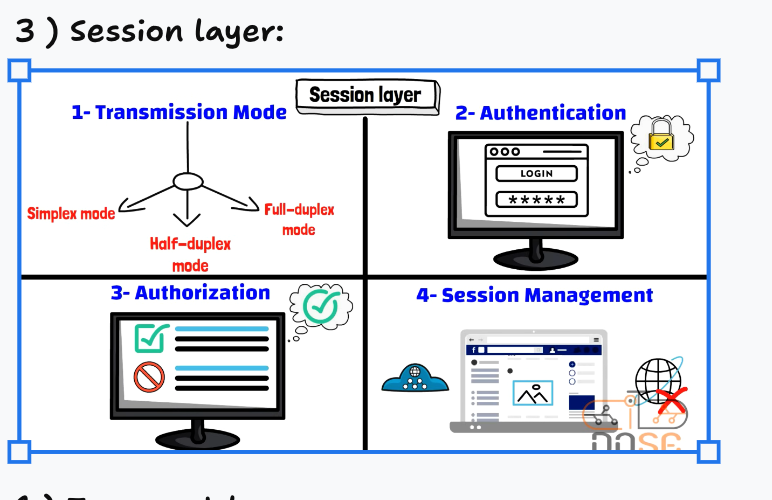 3 ) Session layer:
Session layer
1- Transmission Mode
Simplex mode
Half-duplex
mode
Full-duplex
mode
2- Authentication
LOGIN
*****
3- Authorization
4- Session Management
f